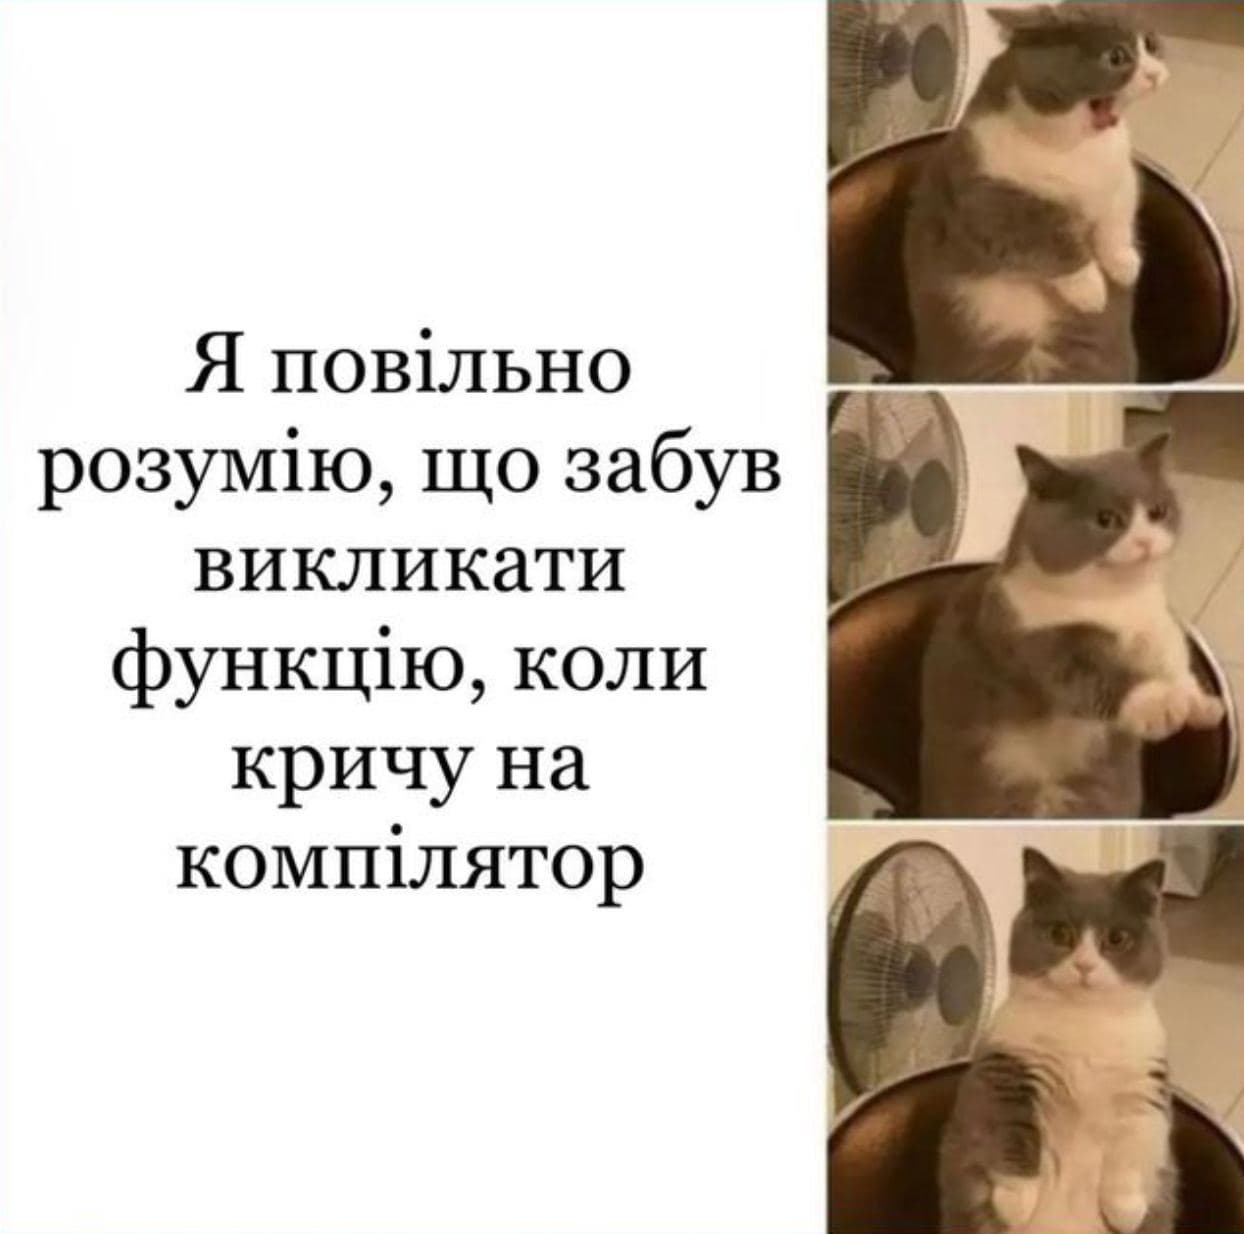 Я повільно
розумію, що забув
викликати
функцію, коли
кричу на
компілятор